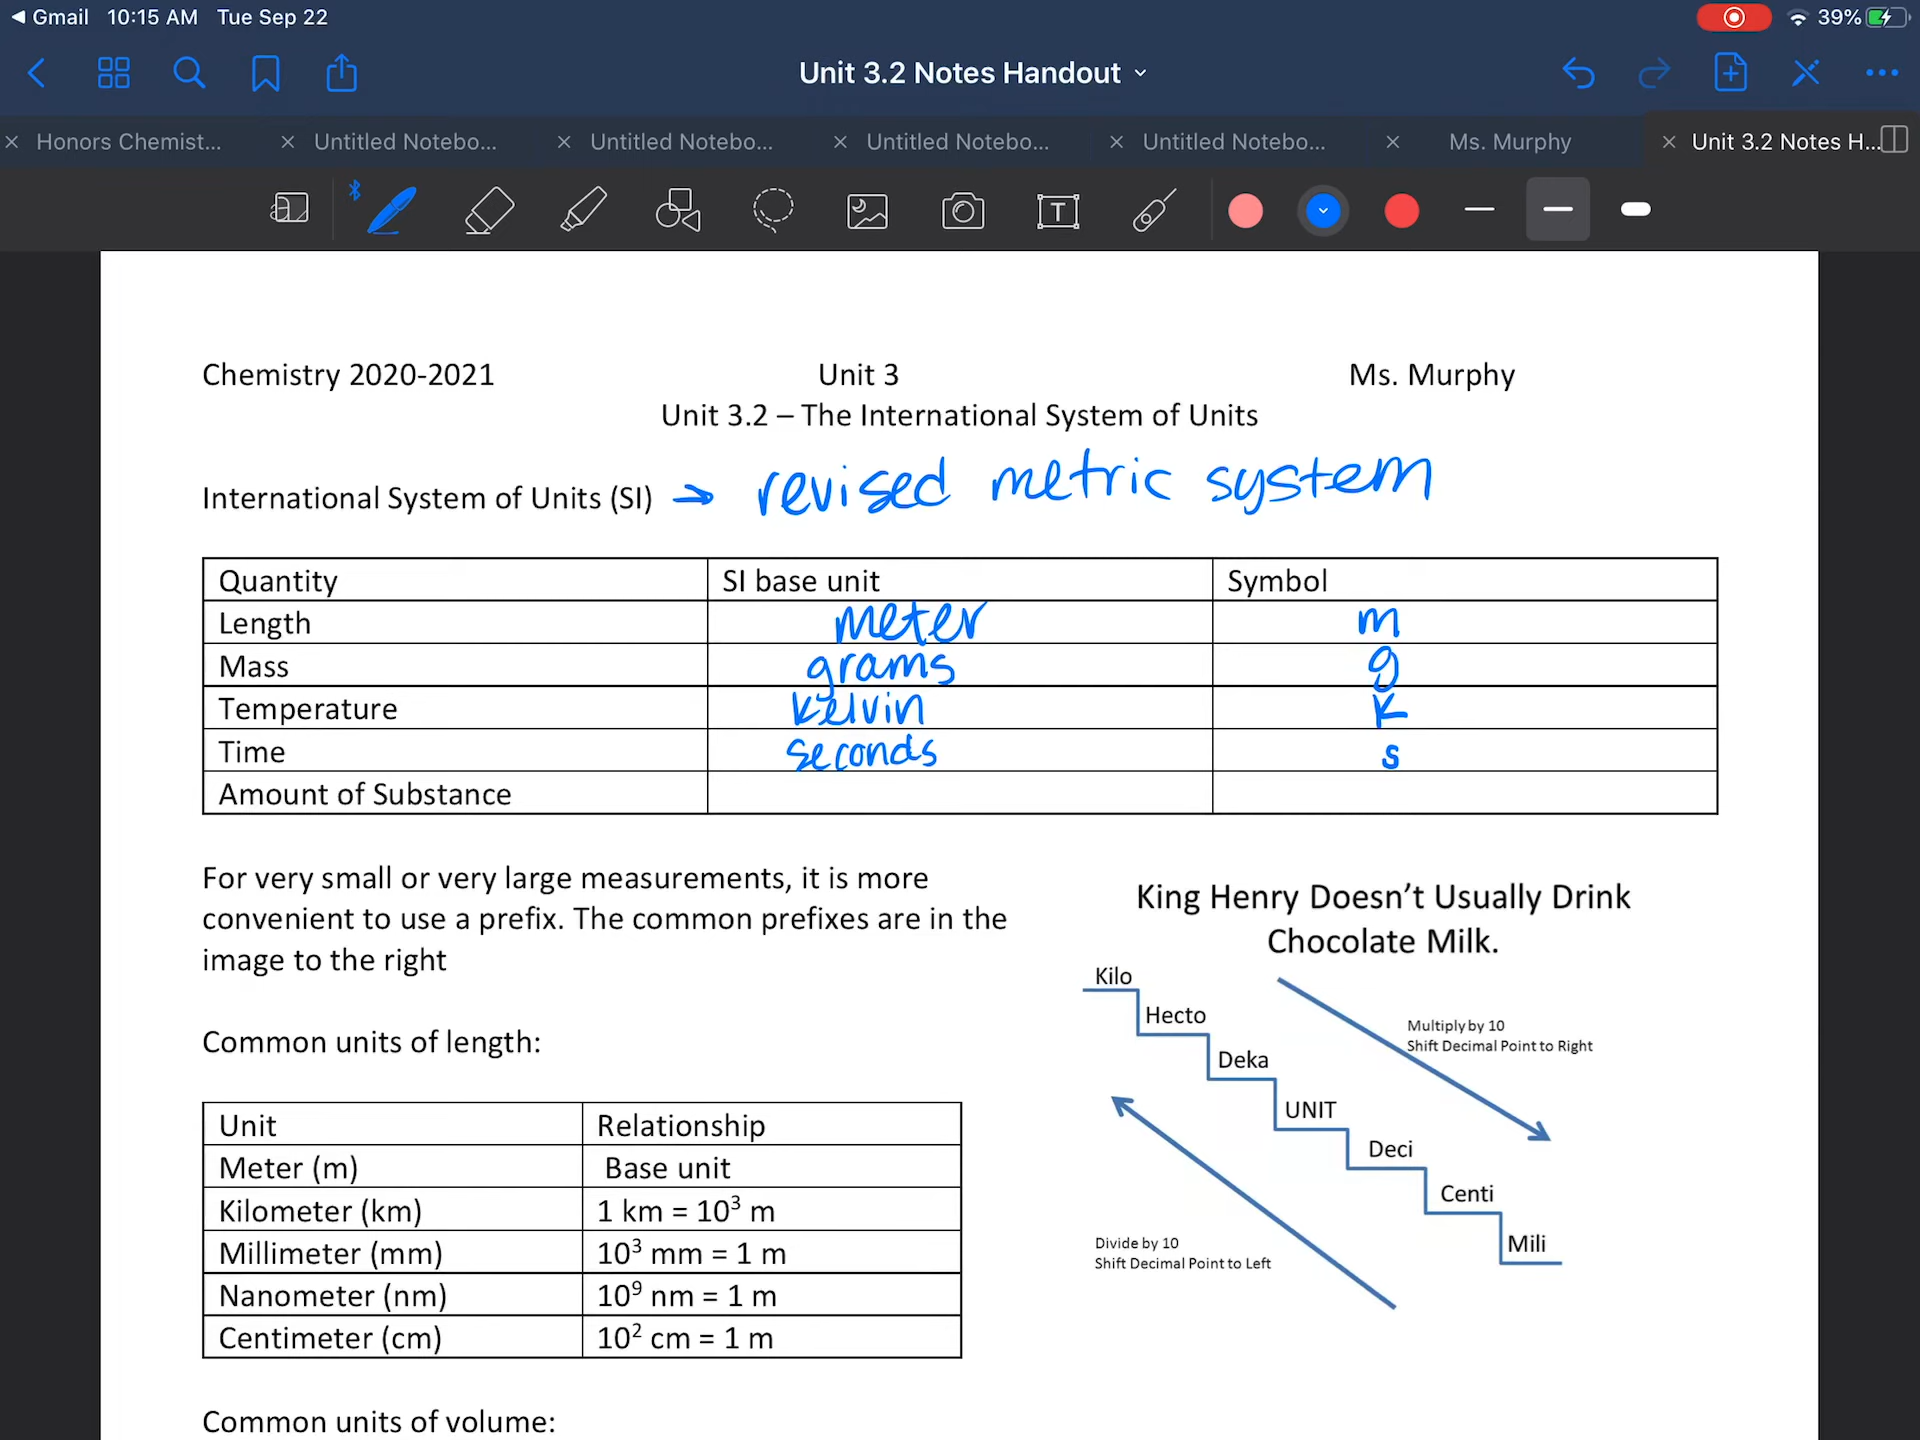 Gmail 10:15 AM Tue Sep 22 39%
Unit 3.2 Notes Handout
Honors Chemist... Untitled Notebo... Untitled Notebo... Untitled Notebo... Untitled Notebo... Ms. Murphy Unit 3.2 Notes H...
Chemistry 2020-2021 Unit 3 Ms. Murphy
Unit 3.2 – The International System of Units
International System of Units (SI) → revised metric system
Quantity SI base unit Symbol
Length meter m
Mass grams g
Temperature kelvin K
Time seconds s
Amount of Substance
For very small or very large measurements, it is more
convenient to use a prefix. The common prefixes are in the
image to the right
King Henry Doesn't Usually Drink
Chocolate Milk.
Kilo
Hecto
Deka
UNIT
Deci
Centi
Mili
Multiply by 10
Shift Decimal Point to Right
Divide by 10
Shift Decimal Point to Left
Common units of length:
Unit Relationship
Meter (m) Base unit
Kilometer (km) 1 km = 10³ m
Millimeter (mm) 10³ mm = 1 m
Nanometer (nm) 10⁹ nm = 1 m
Centimeter (cm) 10² cm = 1 m
Common units of volume: